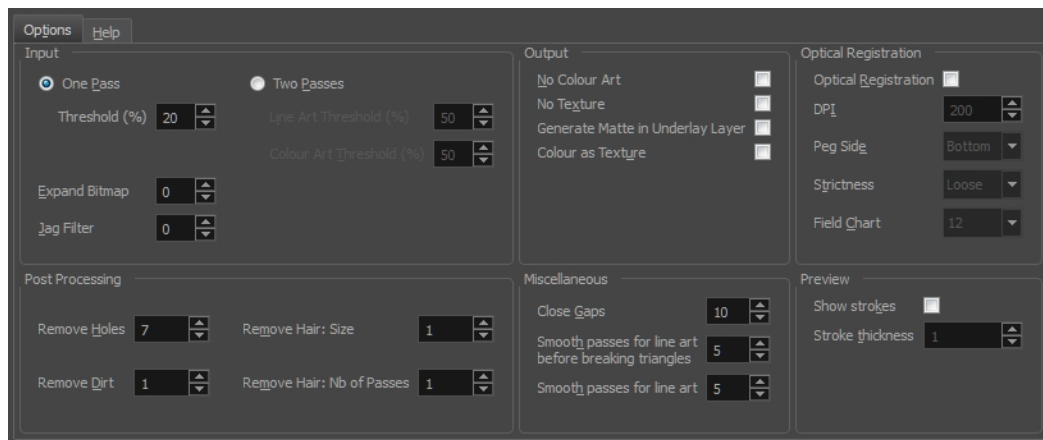 Options Help
Input
One Pass Two Passes
Threshold (%) 20 Line Art Threshold (%) 50
Colour Art Threshold (%) 50
Expand Bitmap 0
Jag Filter 0
Output
No Colour Art
No Texture
Generate Matte in Underlay Layer
Colour as Texture
Optical Registration
Optical Registration
DPI 200
Peg Side Bottom
Strictness Loose
Field Chart 12
Post Processing
Remove Holes 7 Remove Hair: Size 1
Remove Dirt 1 Remove Hair: Nb of Passes 1
Miscellaneous
Close Gaps 10
Smooth passes for line art
before breaking triangles 5
Smooth passes for line art 5
Preview
Show strokes
Stroke thickness 1